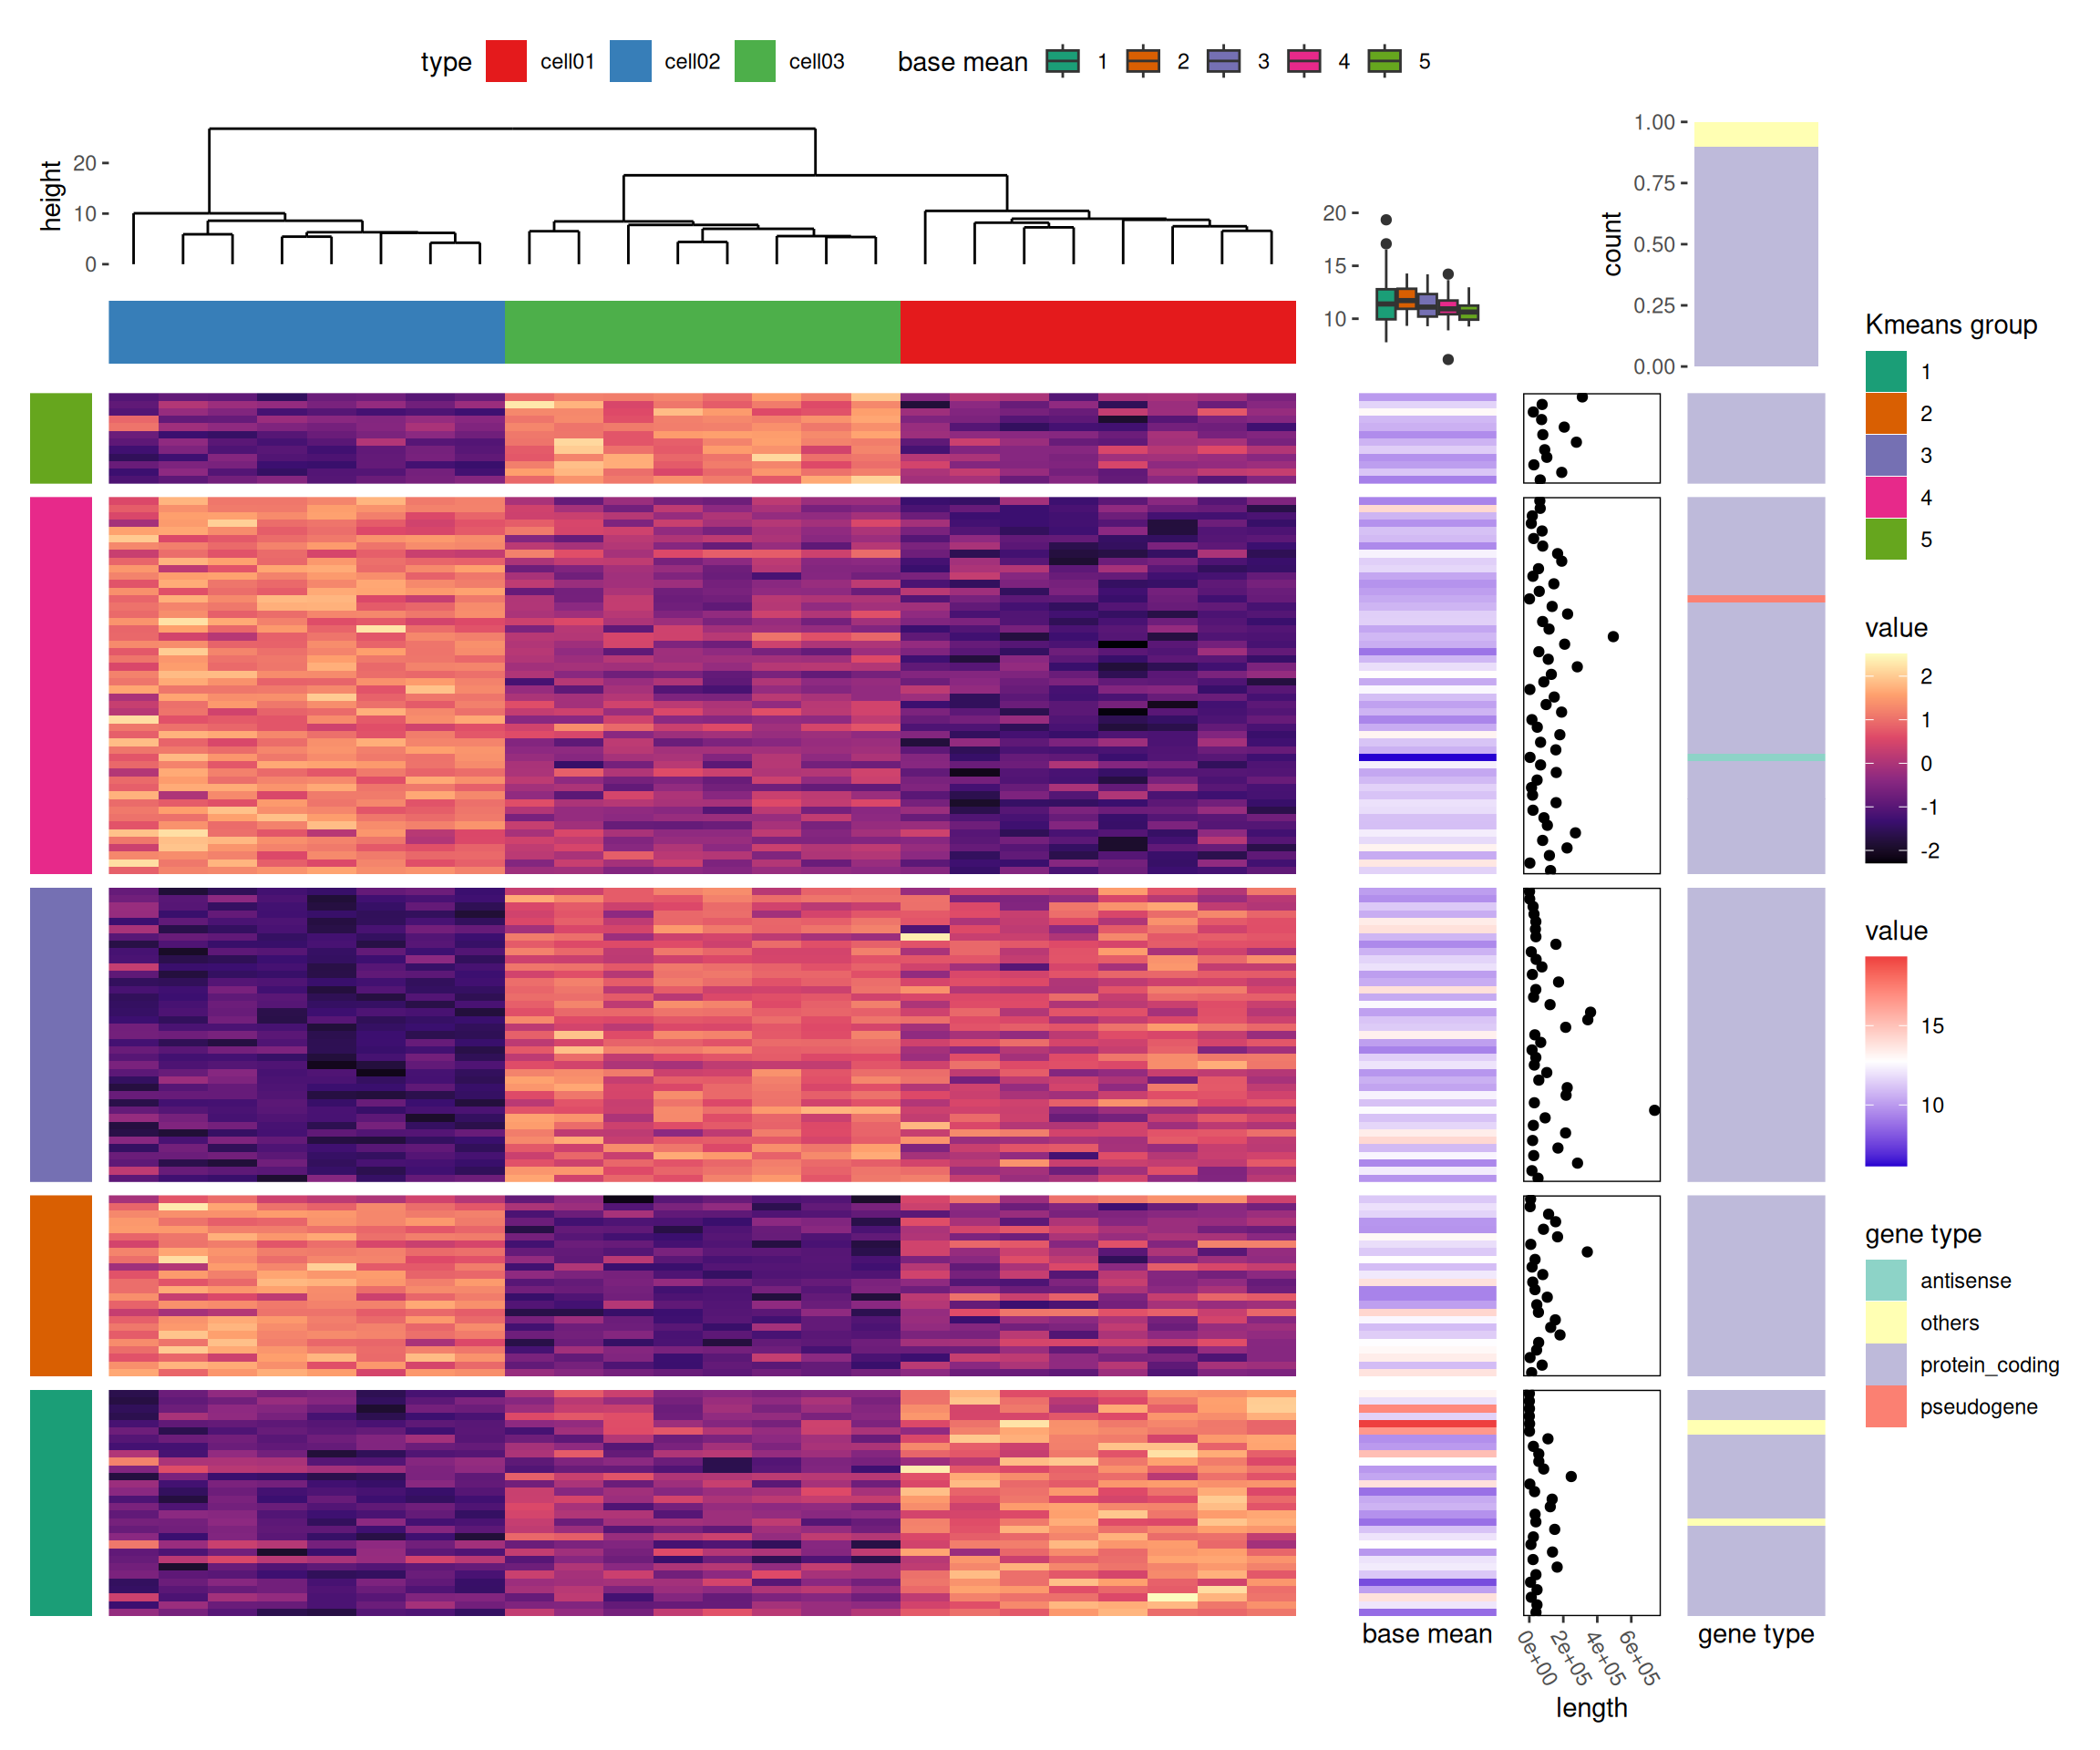 type cell01 cell02 cell03 base mean 1 2 3 4 5
height
20
10
0
20
15
10
count
1.00
0.75
0.50
0.25
0.00
Kmeans group
1
2
3
4
5
value
2
1
0
-1
-2
value
15
10
gene type
antisense
others
protein_coding
pseudogene
base mean
0e+00 2e+05 4e+05 6e+05
length
gene type